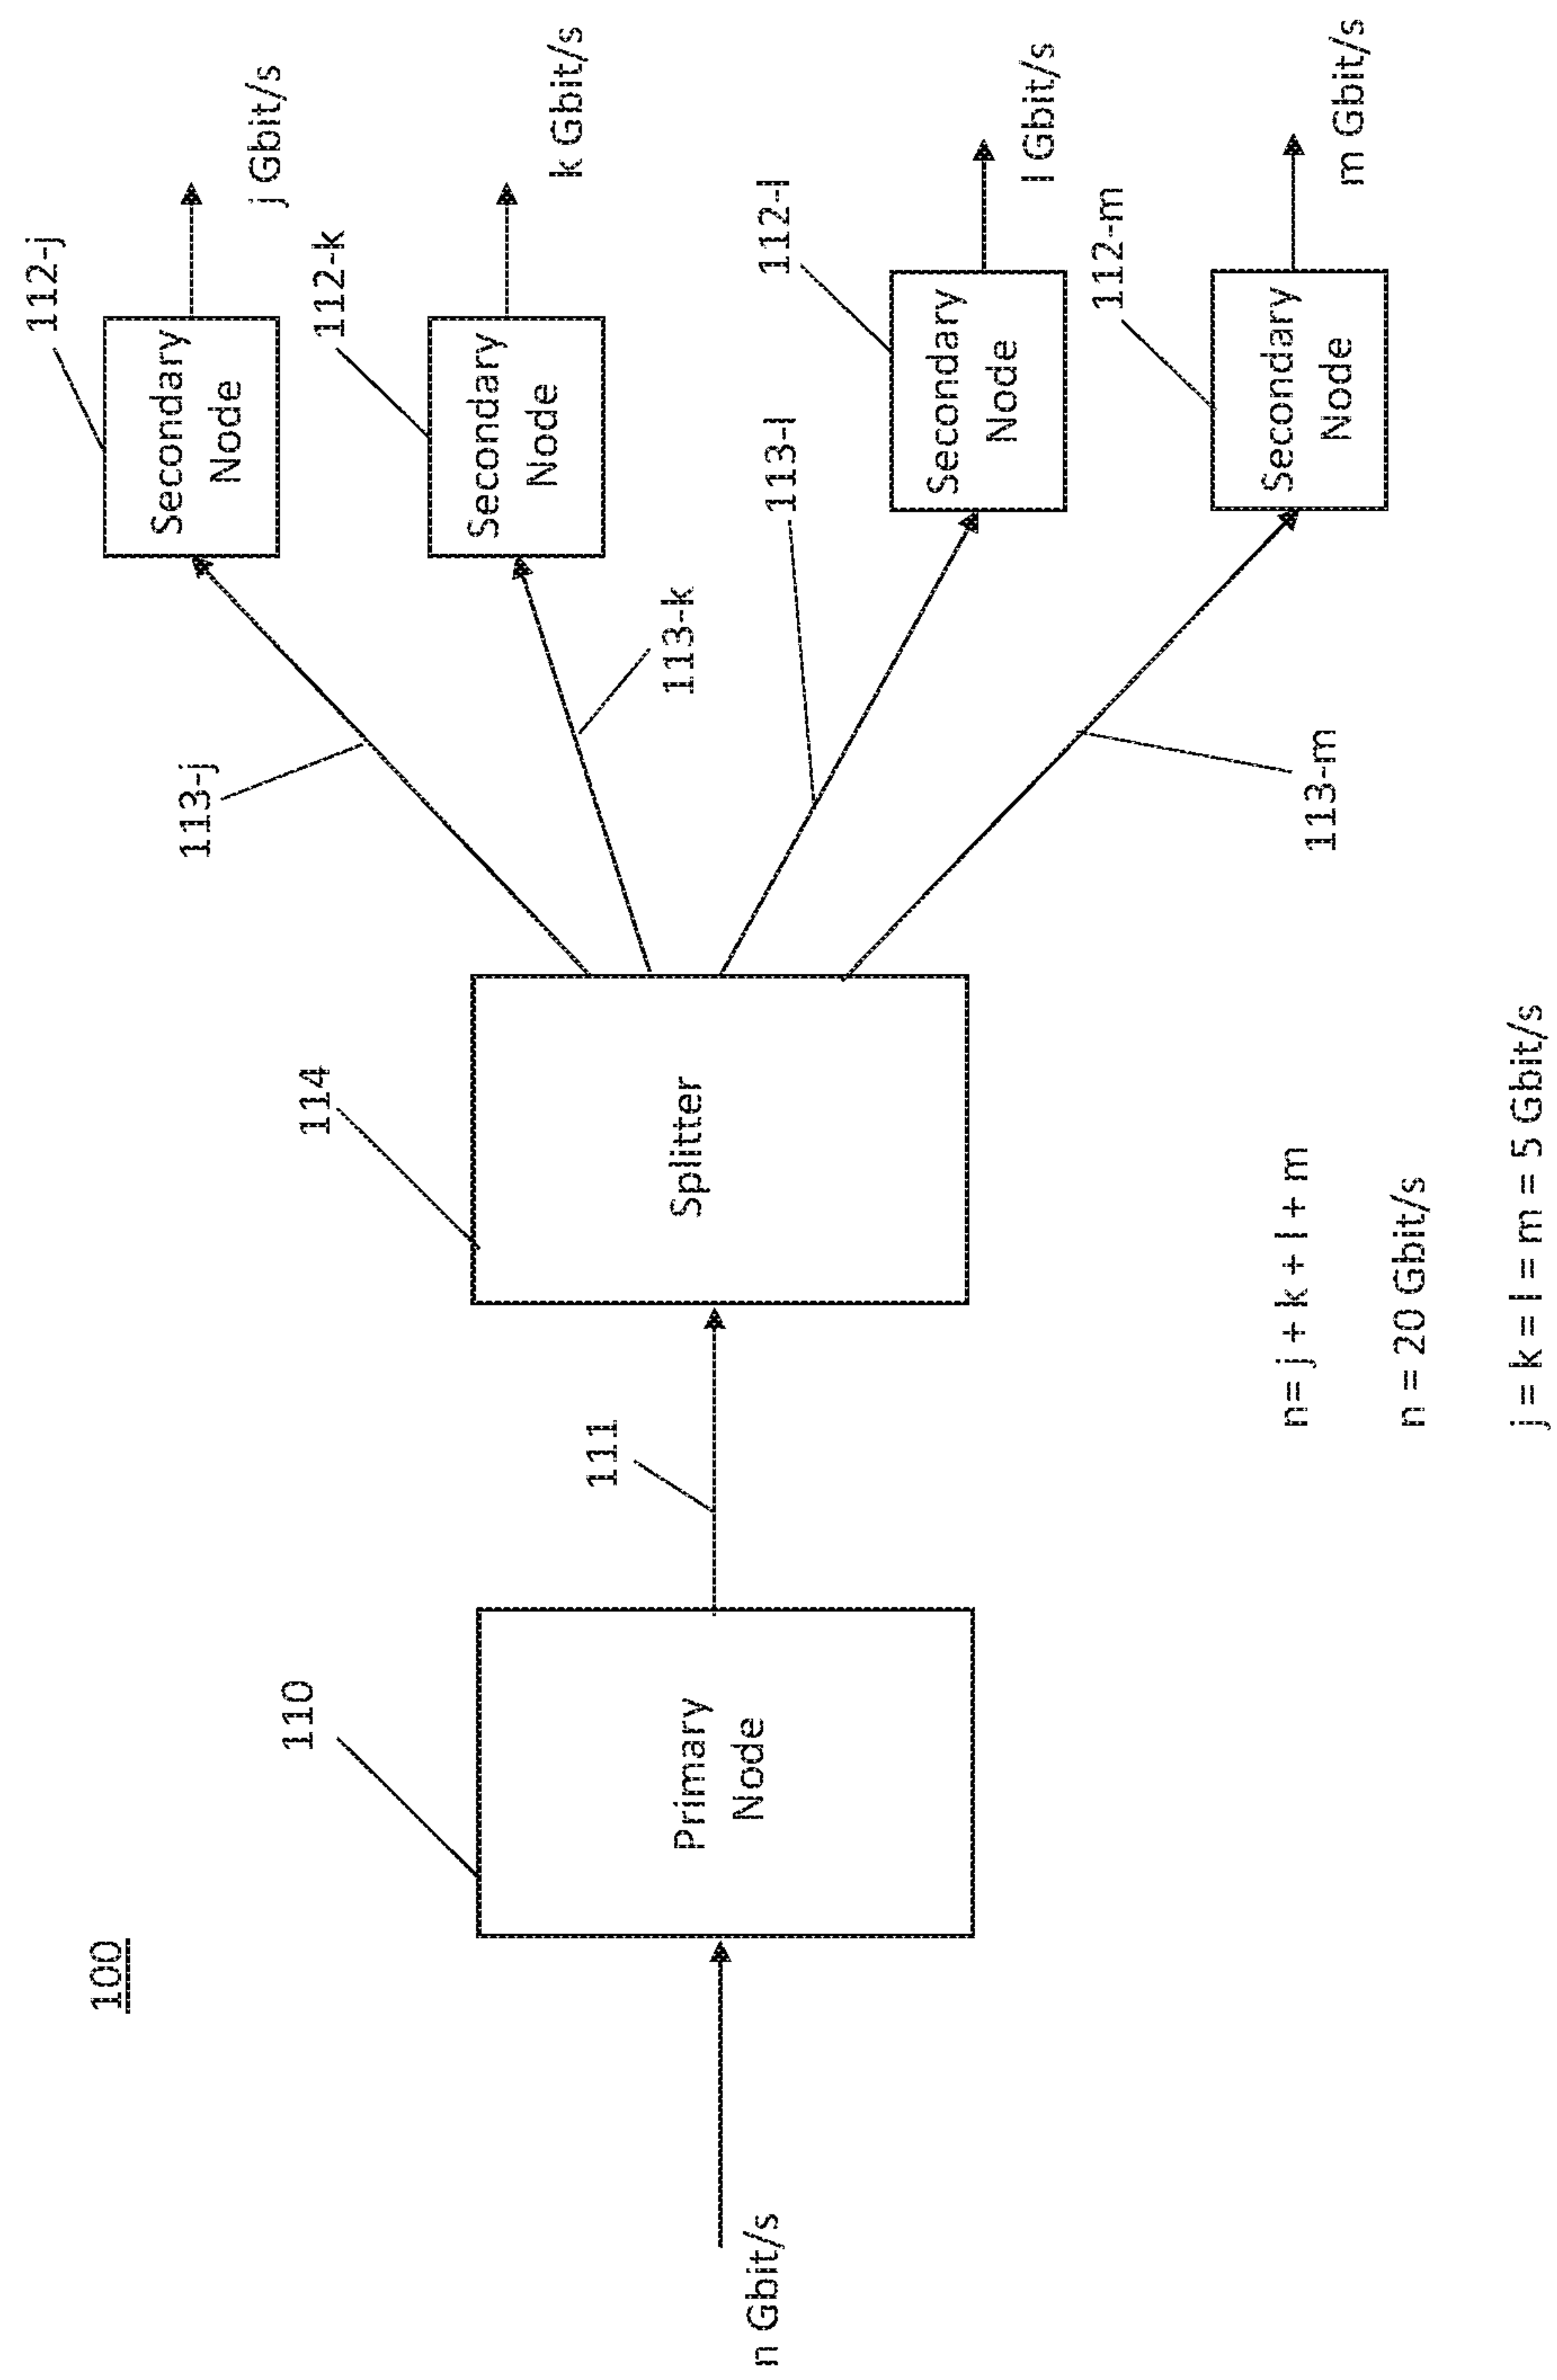 100
n Gbit/s
110
Primary
Node
111
114
Splitter
113-j
113-k
113-l
113-m
112-j
Secondary
Node
j Gbit/s
112-k
Secondary
Node
k Gbit/s
112-l
Secondary
Node
l Gbit/s
112-m
Secondary
Node
m Gbit/s
n= j + k + l + m
n = 20 Gbit/s
j = k = l = m = 5 Gbit/s